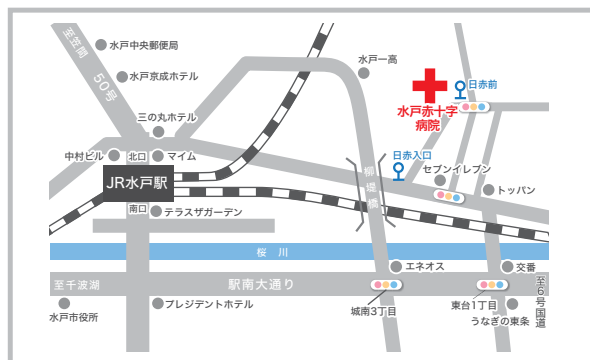 至笠間
50号
水戸中央郵便局
水戸京成ホテル
三の丸ホテル
水戸一高
日赤前
水戸赤十字
病院
中村ビル
北口
マイム
日赤入口
セブンイレブン
柳堤橋
トッパン
JR水戸駅
南口
テラスザガーデン
桜 川
エネオス
交番
至千波湖
駅南大通り
至6号国道
水戸市役所
プレジデントホテル
城南3丁目
東台1丁目
うなぎの東条